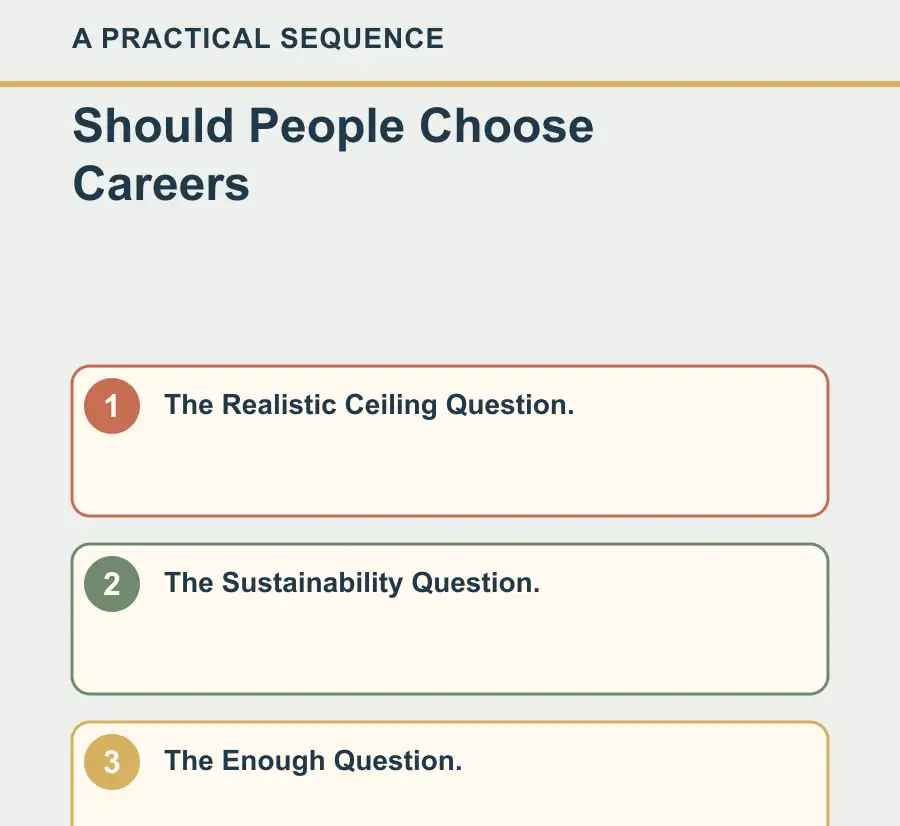 A PRACTICAL SEQUENCE
Should People Choose
Careers
1
The Realistic Ceiling Question.
2
The Sustainability Question.
3
The Enough Question.